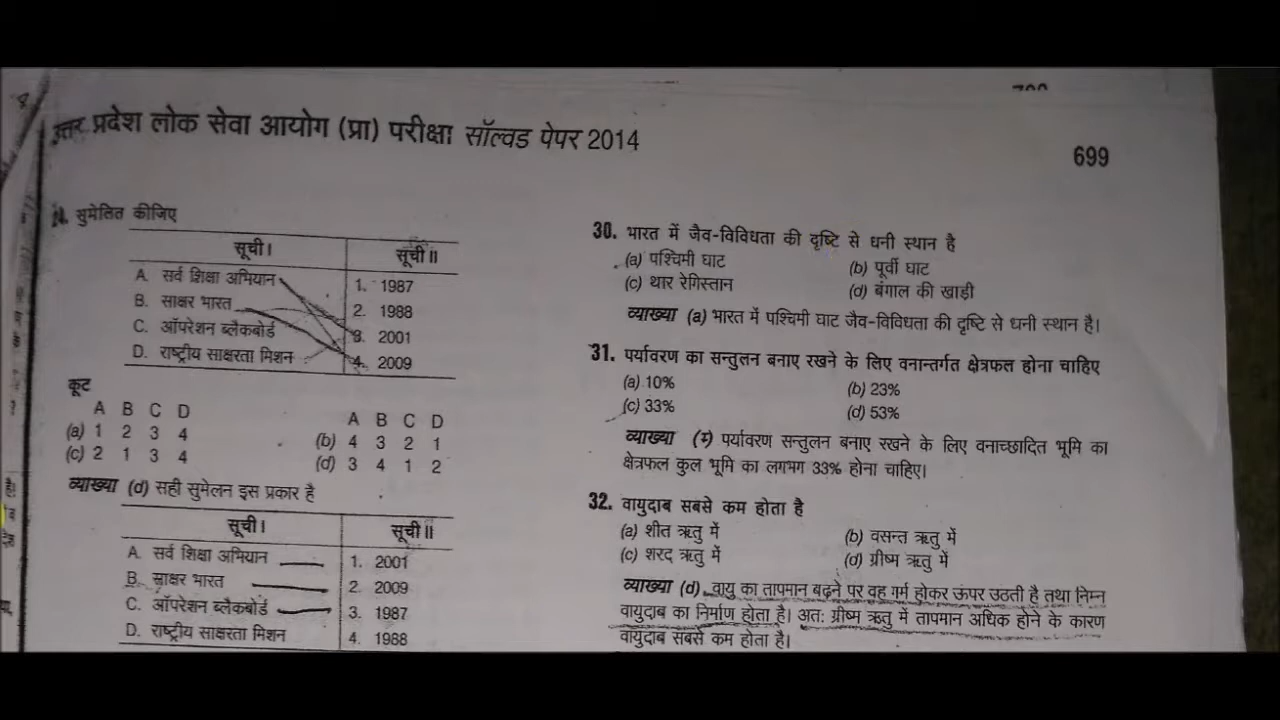 उत्तर प्रदेश लोक सेवा आयोग (प्रा) परीक्षा सॉल्वड पेपर 2014
699
सुमेलित कीजिए
सूची। सूची॥
A. सर्व शिक्षा अभियान 1. 1987
B. साक्षर भारत 2. 1988
C. ऑपरेशन ब्लैकबोर्ड 3. 2001
D. राष्ट्रीय साक्षरता मिशन 4. 2009
कूट
A B C D A B C D
(a) 1 2 3 4 (b) 4 3 2 1
(c) 2 1 3 4 (d) 3 4 1 2
व्याख्या (d) सही सुमेलन इस प्रकार है
सूची। सूची॥
A. सर्व शिक्षा अभियान 1. 2001
B. साक्षर भारत 2. 2009
C. ऑपरेशन ब्लैकबोर्ड 3. 1987
D. राष्ट्रीय साक्षरता मिशन 4. 1988
30. भारत में जैव-विविधता की दृष्टि से धनी स्थान है
(a) पश्चिमी घाट (b) पूर्वी घाट
(c) थार रेगिस्तान (d) बंगाल की खाड़ी
व्याख्या (a) भारत में पश्चिमी घाट जैव-विविधता की दृष्टि से धनी स्थान है।
31. पर्यावरण का सन्तुलन बनाए रखने के लिए वनान्तर्गत क्षेत्रफल होना चाहिए
(a) 10% (b) 23%
(c) 33% (d) 53%
व्याख्या पर्यावरण सन्तुलन बनाए रखने के लिए वनाच्छादित भूमि का
क्षेत्रफल कुल भूमि का लगभग 33% होना चाहिए।
32. वायुदाब सबसे कम होता है
(a) शीत ऋतु में (b) वसन्त ऋतु में
(c) शरद ऋतु में (d) ग्रीष्म ऋतु में
व्याख्या (d) वायु का तापमान बढ़ने पर वह गर्म होकर ऊपर उठती है तथा निम्न
वायुदाब का निर्माण होता है। अतः ग्रीष्म ऋतु में तापमान अधिक होने के कारण
वायुदाब सबसे कम होता है।